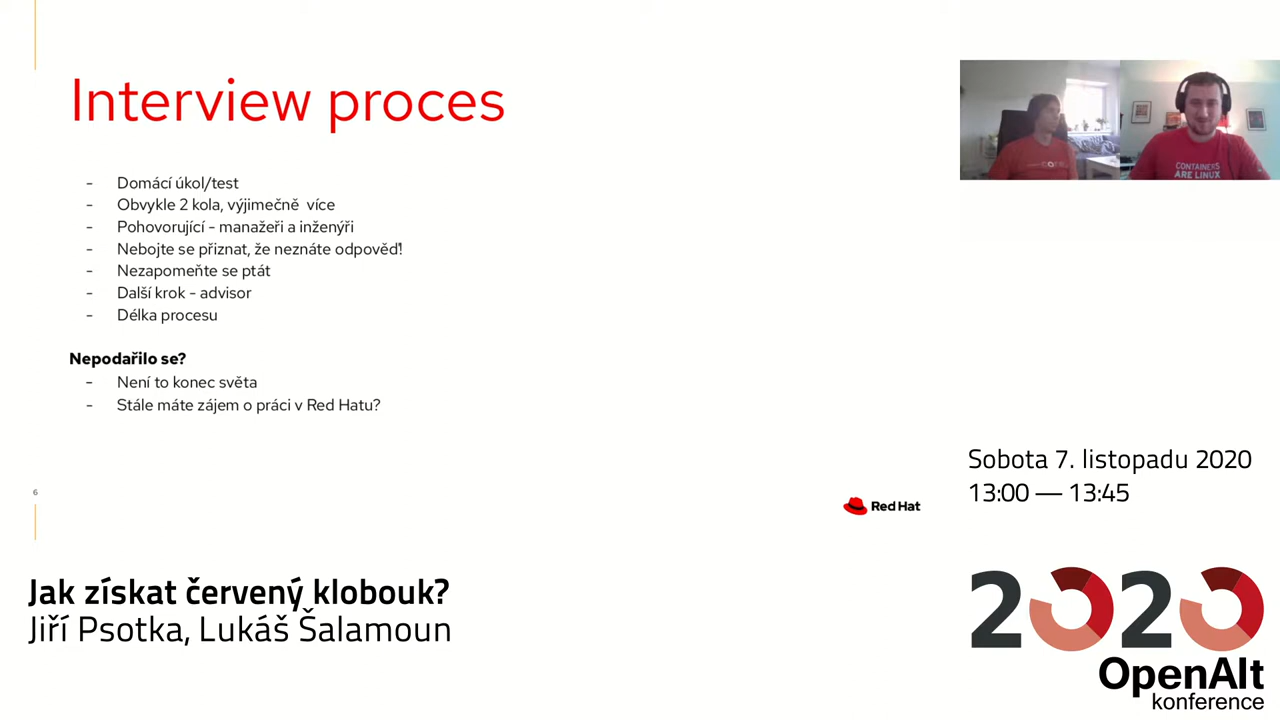 Interview proces
- Domácí úkol/test
- Obvykle 2 kola, výjimečně více
- Pohovorující - manažeři a inženýři
- Nebojte se přiznat, že neznáte odpověď!
- Nezapomeňte se ptát
- Další krok - advisor
- Délka procesu
Nepodařilo se?
- Není to konec světa
- Stále máte zájem o práci v Red Hatu?
6
Red Hat
CONTAINERS
ARE LINUX
Sobota 7. listopadu 2020
13:00 — 13:45
Jak získat červený klobouk?
Jiří Psotka, Lukáš Šalamoun
2020
OpenAlt
konference